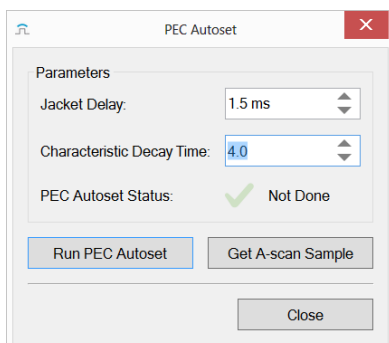 PEC Autoset
Parameters
Jacket Delay: 1.5 ms
Characteristic Decay Time: 4.0
PEC Autoset Status: Not Done
Run PEC Autoset Get A-scan Sample
Close